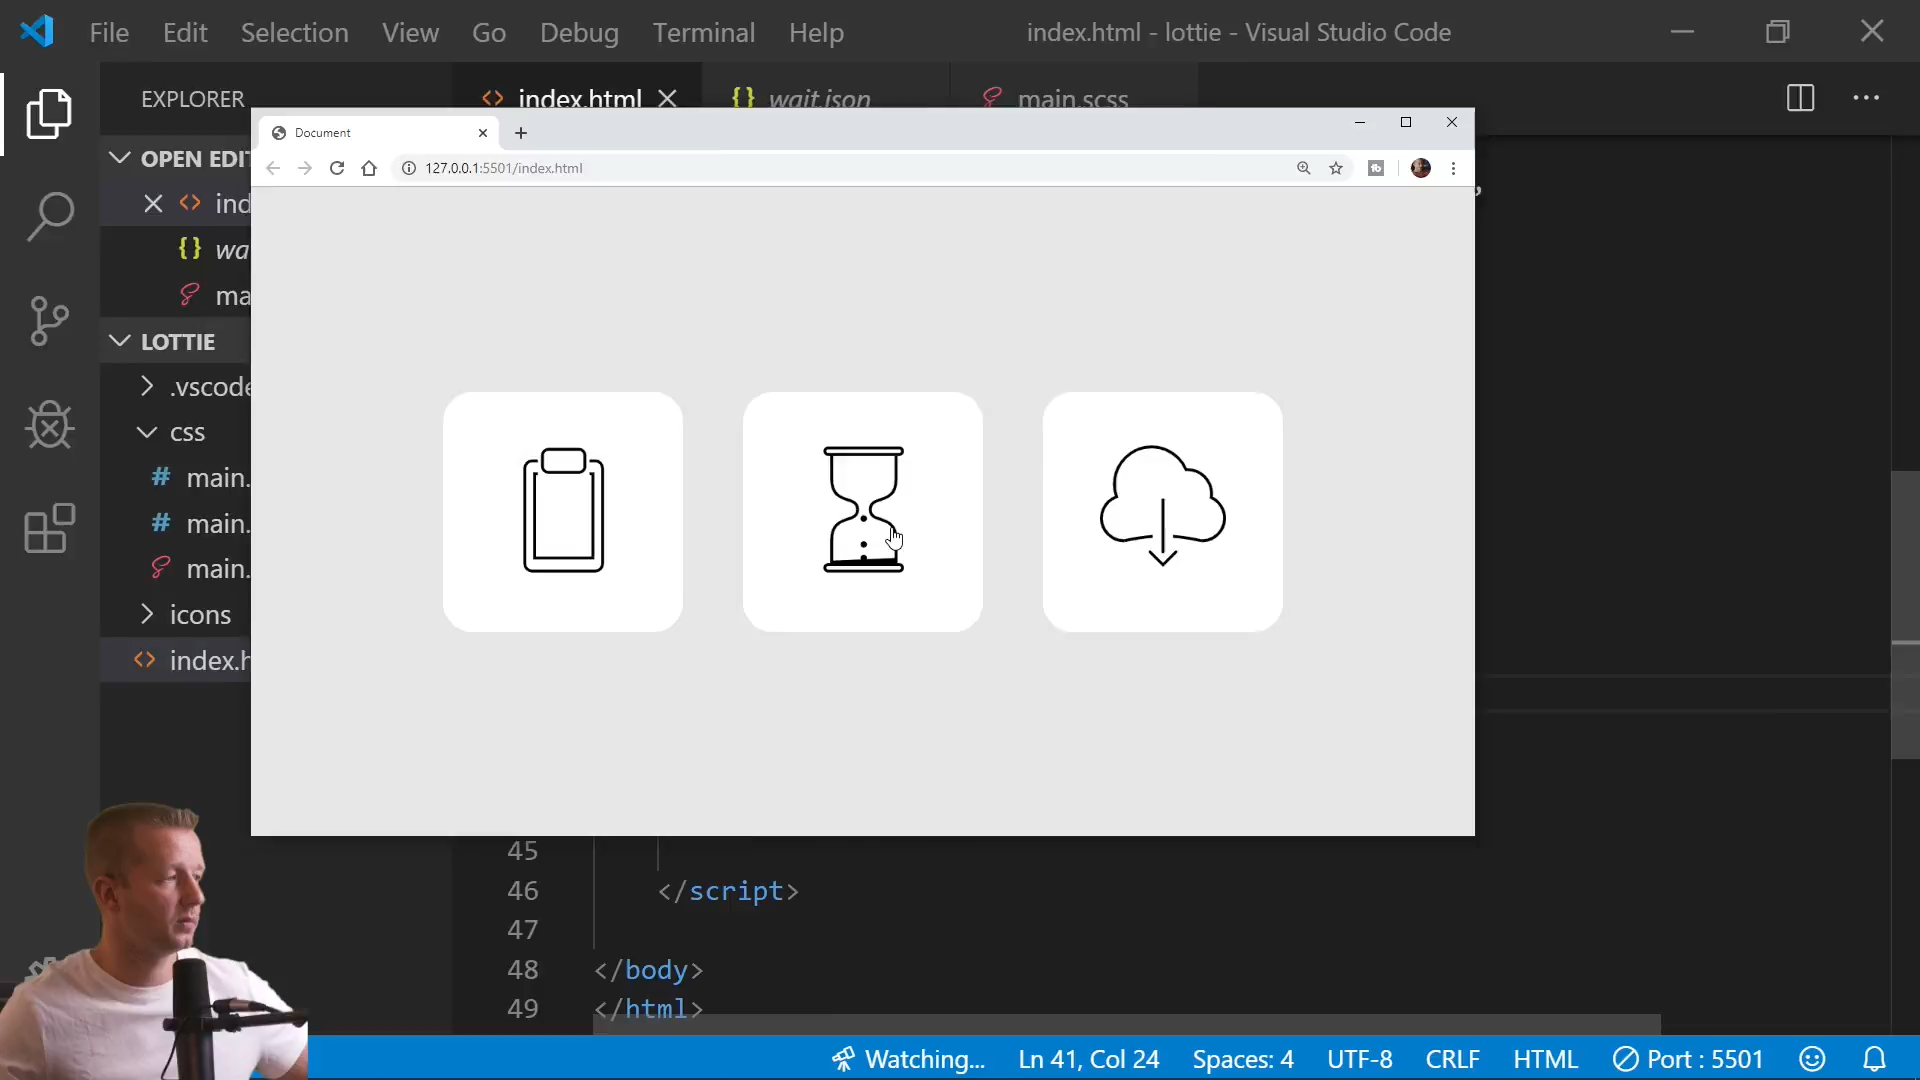 File Edit Selection View Go Debug Terminal Help index.html - lottie - Visual Studio Code
EXPLORER
index.html
wait.json
main.scss
Document
127.0.0.1:5501/index.html
OPEN EDIT
ind
wa
ma
LOTTIE
.vscode
css
# main.
# main.
main.
icons
index.h
45
46 </script>
47
48 </body>
49 </html>
Watching... Ln 41, Col 24 Spaces: 4 UTF-8 CRLF HTML Port : 5501